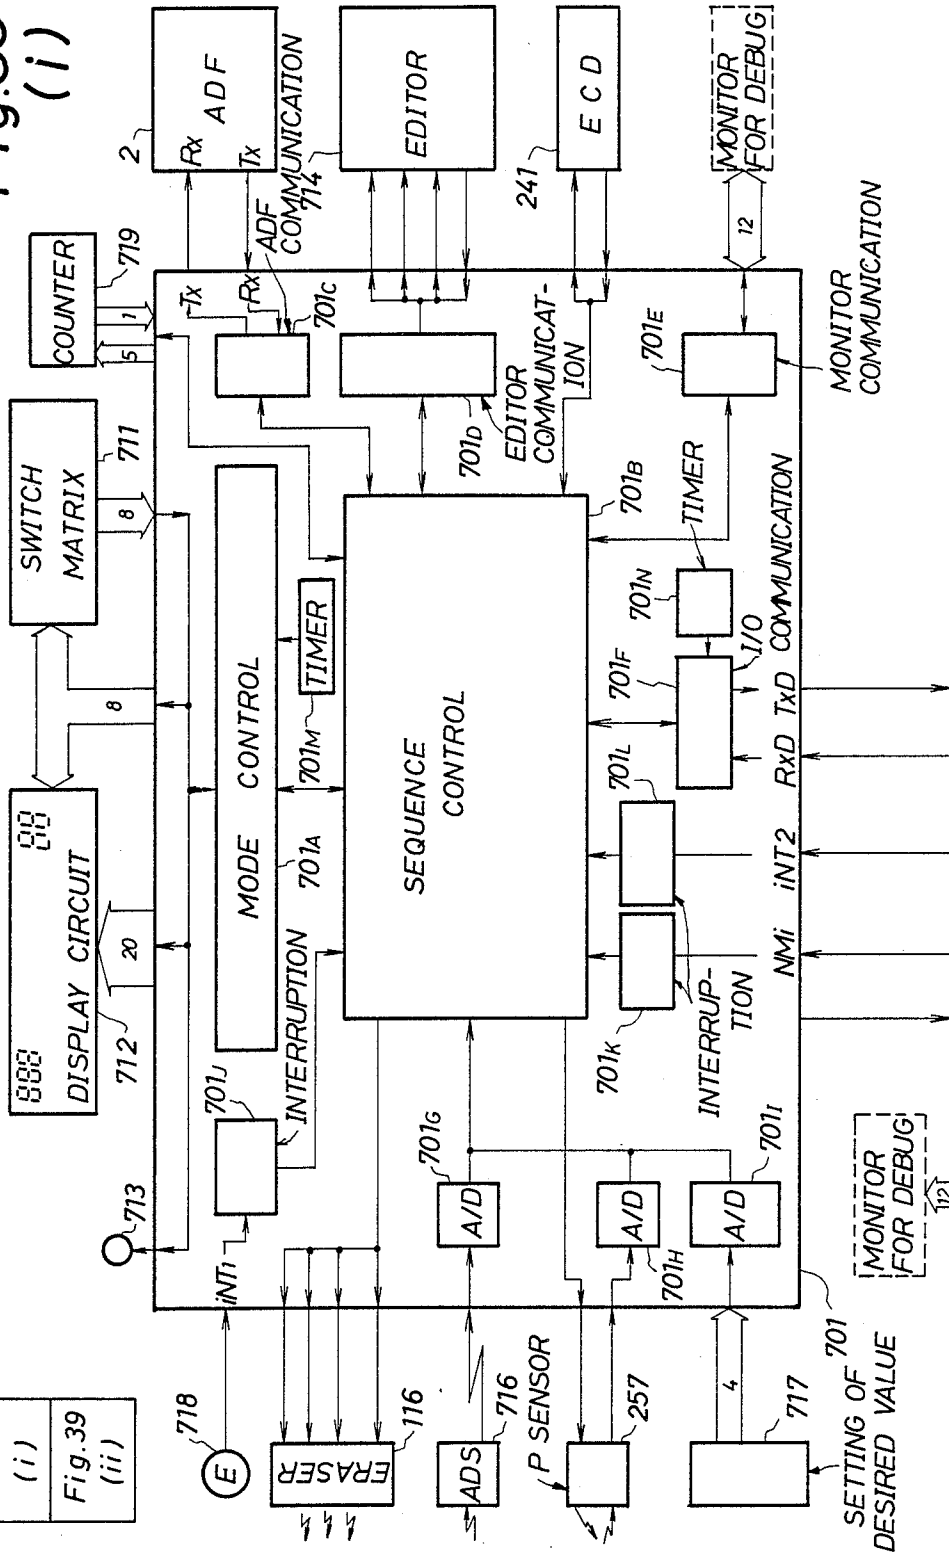 (i)
(i)
Fig.39
(ii)
DISPLAY CIRCUIT
712
20
8
SWITCH
MATRIX
711
8
COUNTER
719
5
1
713
2
ADF
Rx
Tx
Tx
Rx
ADF
COMMUNICATION
701C
714
EDITOR
701D
EDITOR
COMMUNICAT-
ION
241
ECD
MONITOR
FOR DEBUG
12
701E
MONITOR
COMMUNICATION
718
E
iNT1
701J
INTERRUPTION
MODE CONTROL
701A
701M
TIMER
SEQUENCE
CONTROL
701B
ERASER
116
ADS
716
A/D
701G
P SENSOR
257
A/D
701H
A/D
701I
4
717
SETTING OF
DESIRED VALUE
701
701K
701L
INTERRUP-
TION
701F
701N
TIMER
I/O
COMMUNICATION
NMi
iNT2
RxD
TxD
MONITOR
FOR DEBUG
12